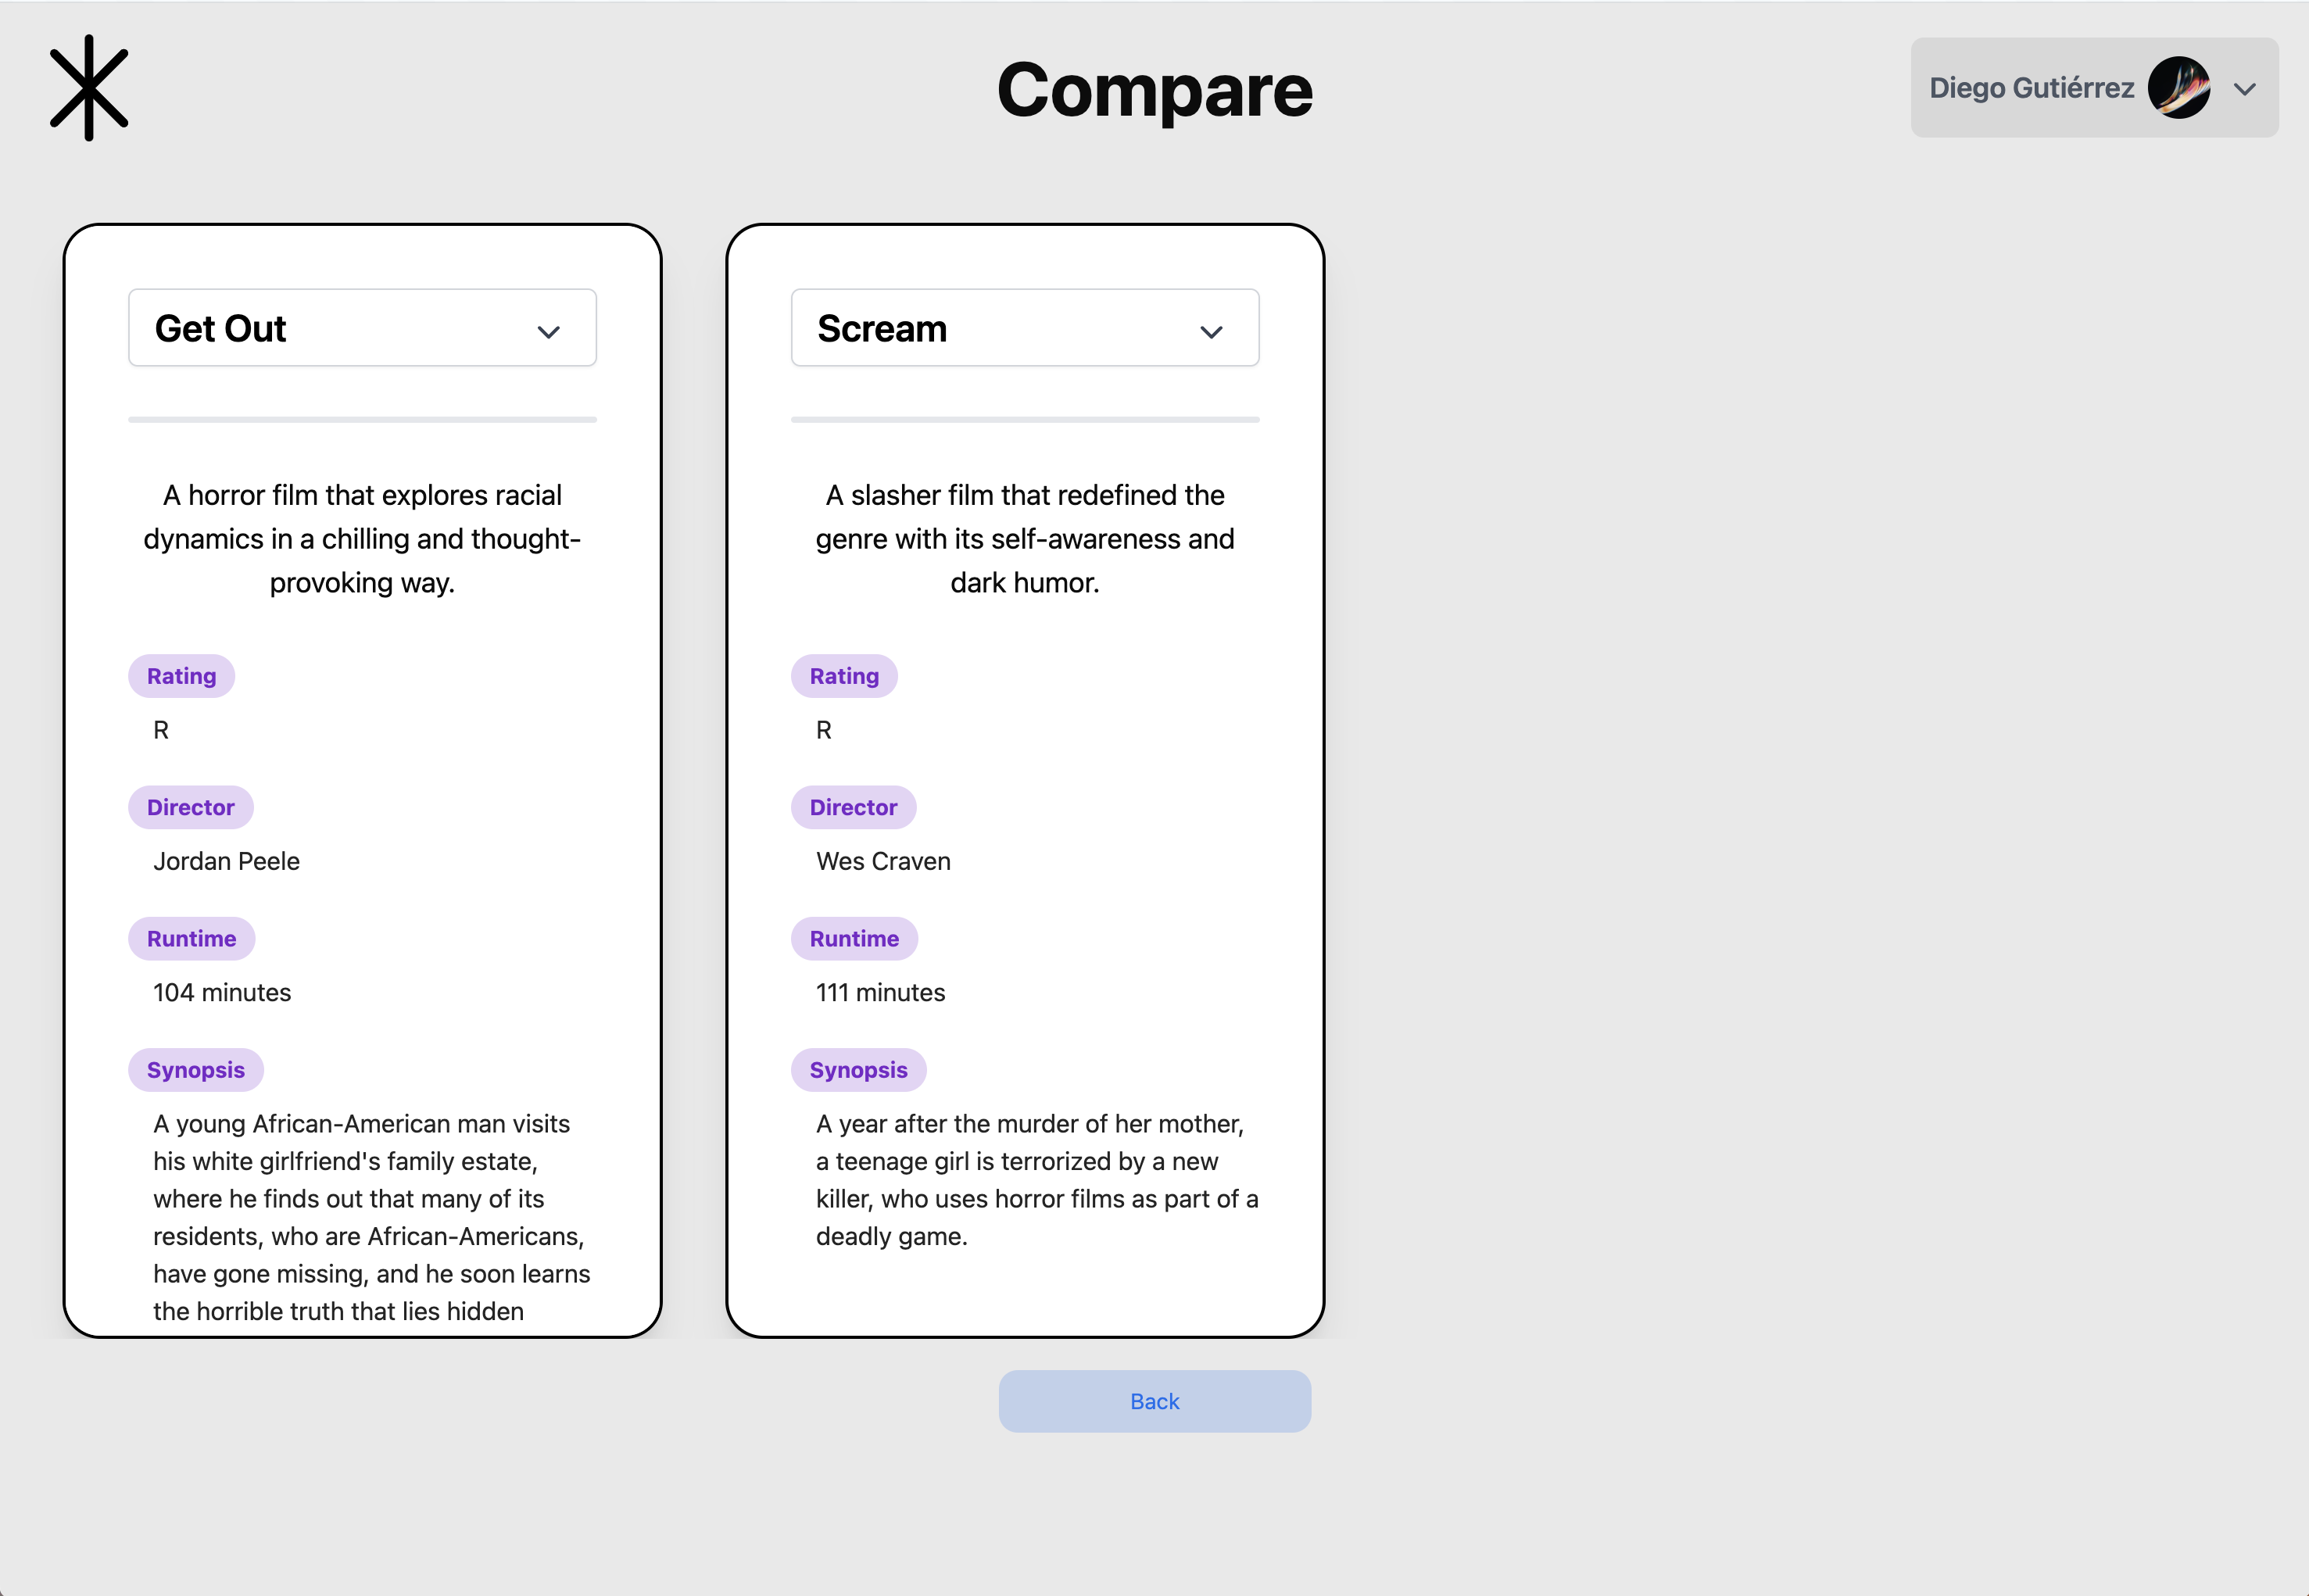 Compare
Diego Gutiérrez
Get Out
A horror film that explores racial
dynamics in a chilling and thought-
provoking way.
Rating
R
Director
Jordan Peele
Runtime
104 minutes
Synopsis
A young African-American man visits
his white girlfriend's family estate,
where he finds out that many of its
residents, who are African-Americans,
have gone missing, and he soon learns
the horrible truth that lies hidden
Scream
A slasher film that redefined the
genre with its self-awareness and
dark humor.
Rating
R
Director
Wes Craven
Runtime
111 minutes
Synopsis
A year after the murder of her mother,
a teenage girl is terrorized by a new
killer, who uses horror films as part of a
deadly game.
Back